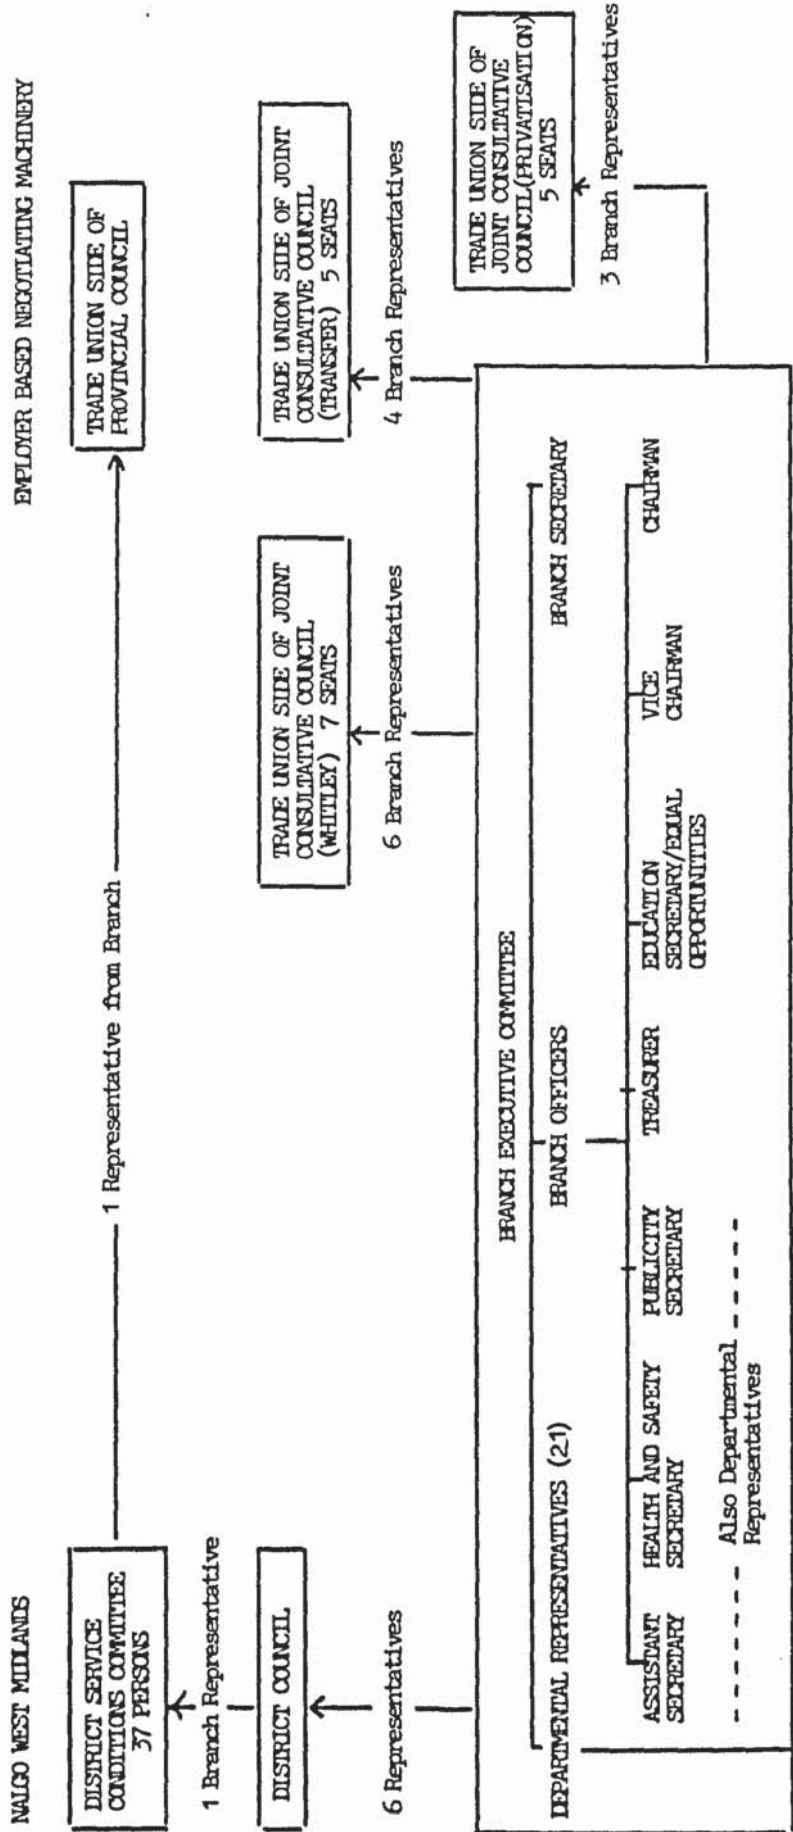 NALGO WEST MIDLANDS
EMPLOYER BASED NEGOTIATING MACHINERY
DISTRICT SERVICE
CONDITIONS COMMITTEE
37 PERSONS
1 Representative from Branch
TRADE UNION SIDE OF
PROVINCIAL COUNCIL
1 Branch Representative
DISTRICT COUNCIL
TRADE UNION SIDE OF JOINT
CONSULTATIVE COUNCIL
(WHITLEY) 7 SEATS
TRADE UNION SIDE OF JOINT
CONSULTATIVE COUNCIL
(TRANSFER) 5 SEATS
6 Representatives
6 Branch Representatives
4 Branch Representatives
TRADE UNION SIDE OF
JOINT CONSULTATIVE
COUNCIL(PRIVATISATION)
5 SEATS
3 Branch Representatives
BRANCH EXECUTIVE COMMITTEE
DEPARTMENTAL REPRESENTATIVES (21)
BRANCH OFFICERS
BRANCH SECRETARY
ASSISTANT
SECRETARY
HEALTH AND SAFETY
SECRETARY
PUBLICITY
SECRETARY
TREASURER
EDUCATION
SECRETARY/EQUAL
OPPORTUNITIES
VICE
CHAIRMAN
CHAIRMAN
- - - - - - Also Departmental - - - - - -
Representatives